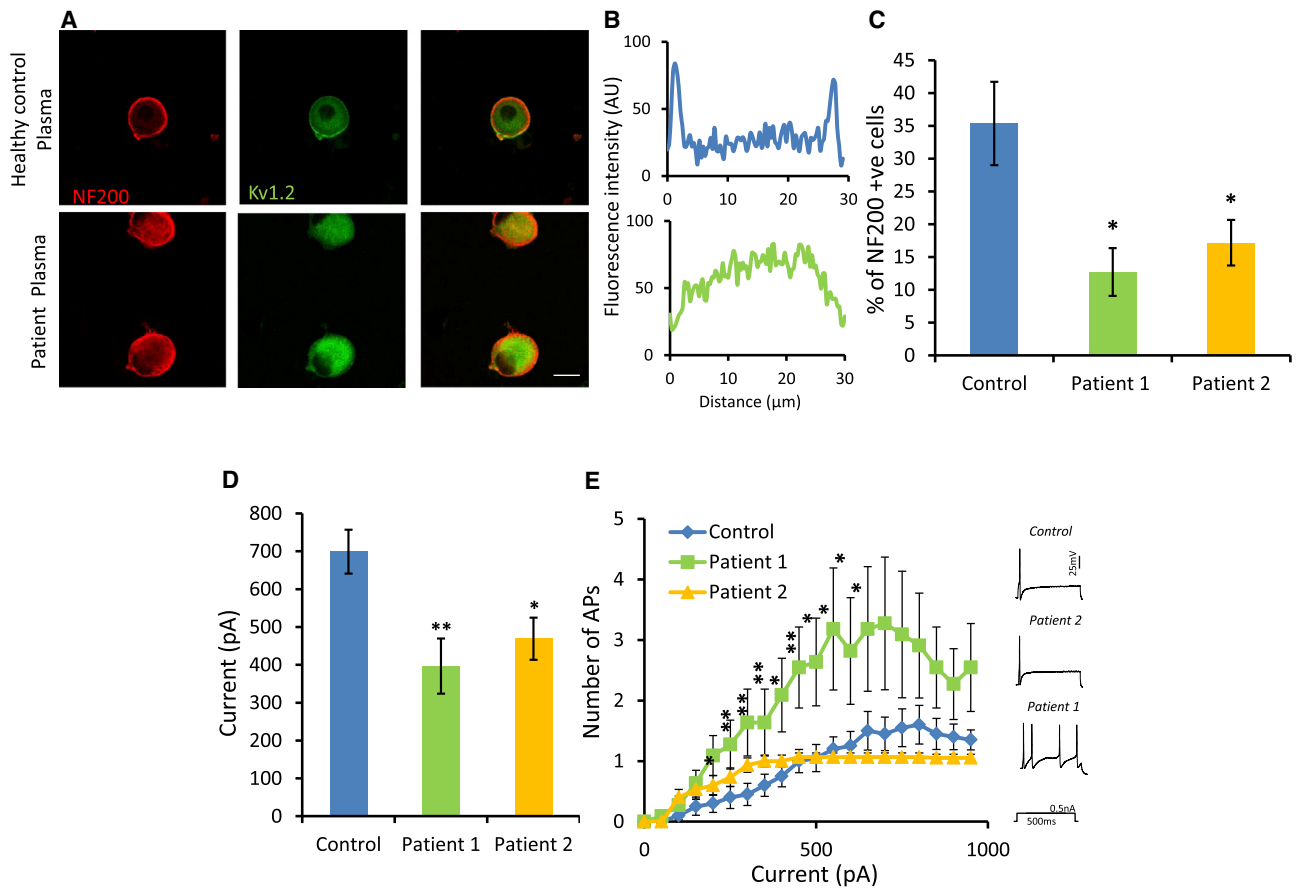 A
Healthy control
Plasma
NF200
Kv1.2
Patient Plasma
B
Fluorescence intensity (AU)
100
50
0
0 10 20 30
100
50
0
0 10 20 30
Distance (µm)
C
% of NF200 +ve cells
45
40
35
30
25
20
15
10
5
0
*
*
Control Patient 1 Patient 2
D
Current (pA)
800
700
600
500
400
300
200
100
0
**
*
Control Patient 1 Patient 2
E
Number of APs
5
4
3
2
1
0
Control
Patient 1
Patient 2
*
**
**
**
*
**
*
*
*
*
0 500 1000
Current (pA)
Control
25mV
Patient 2
Patient 1
0.5nA
500ms